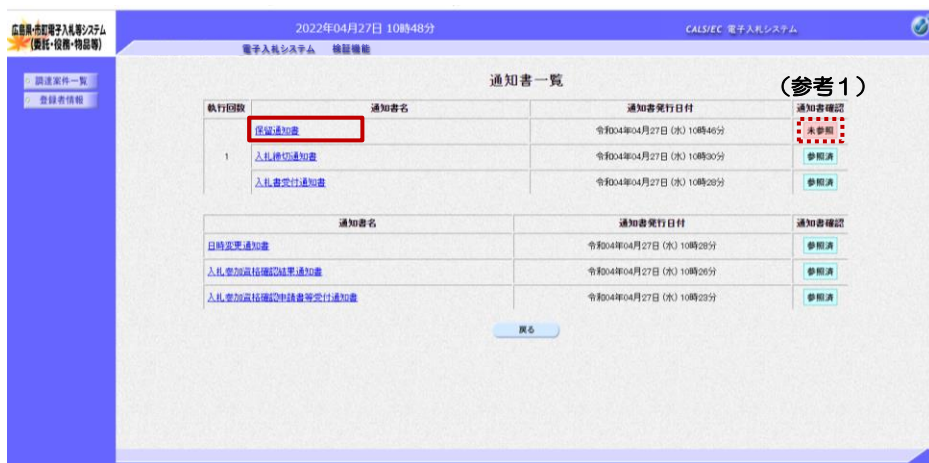 広島県・市町電子入札等システム
(委託・役務・物品等)
2022年04月27日 10時48分
CALS/EC 電子入札システム
電子入札システム 検証機能
調達案件一覧
登録者情報
通知書一覧
(参考1)
執行回数 通知書名 通知書発行日付 通知書確認
保留通知書 令和04年04月27日(水) 10時46分 未参照
1 入札締切通知書 令和04年04月27日(水) 10時30分 参照済
入札書受付通知書 令和04年04月27日(水) 10時28分 参照済
通知書名 通知書発行日付 通知書確認
日時変更通知書 令和04年04月27日(水) 10時28分 参照済
入札参加資格確認結果通知書 令和04年04月27日(水) 10時26分 参照済
入札参加資格確認申請書等受付通知書 令和04年04月27日(水) 10時23分 参照済
戻る